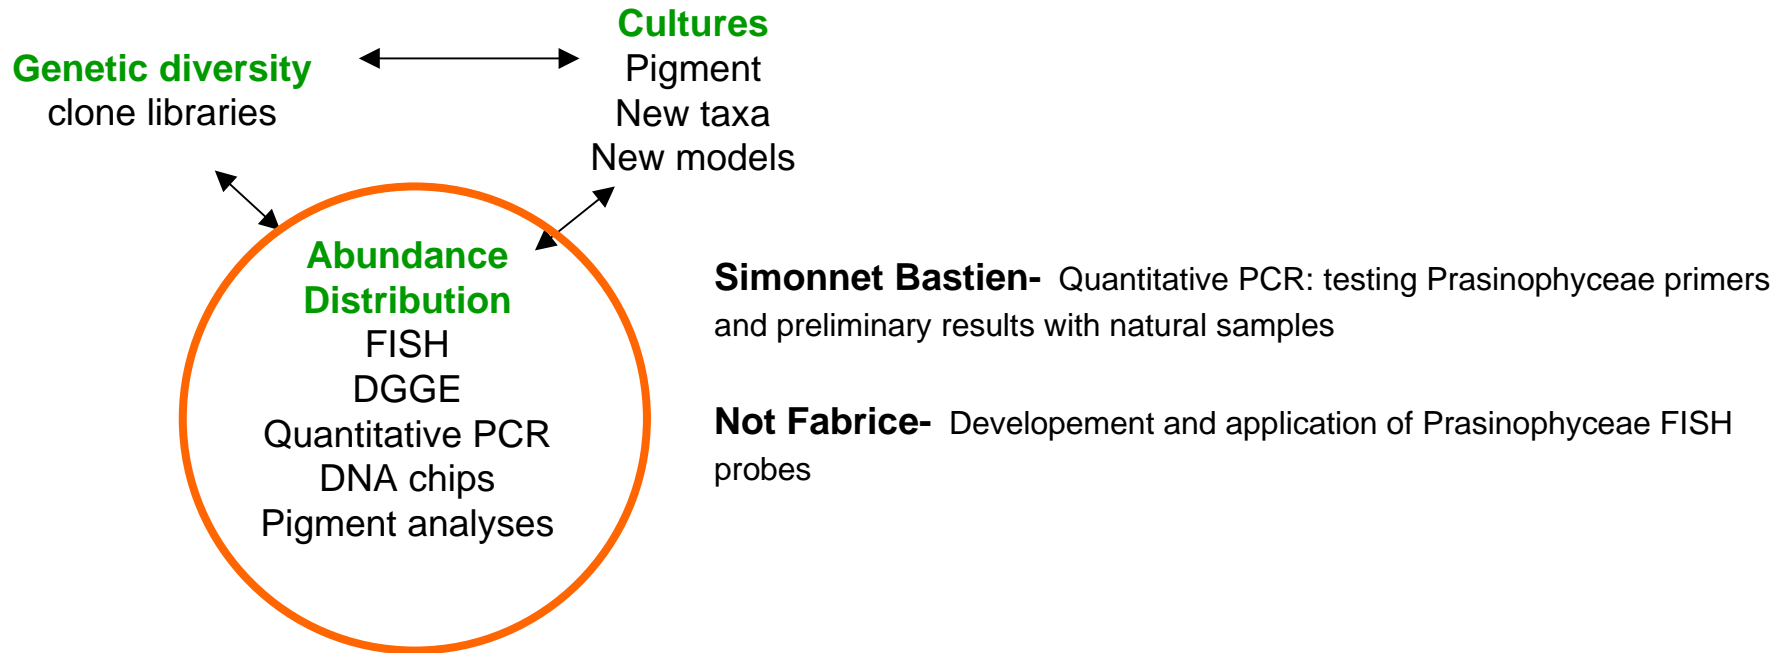 Genetic diversity
clone libraries
Cultures
Pigment
New taxa
New models
Abundance
Distribution
FISH
DGGE
Quantitative PCR
DNA chips
Pigment analyses
Simonnet Bastien- Quantitative PCR: testing Prasinophyceae primers
and preliminary results with natural samples
Not Fabrice- Developement and application of Prasinophyceae FISH
probes